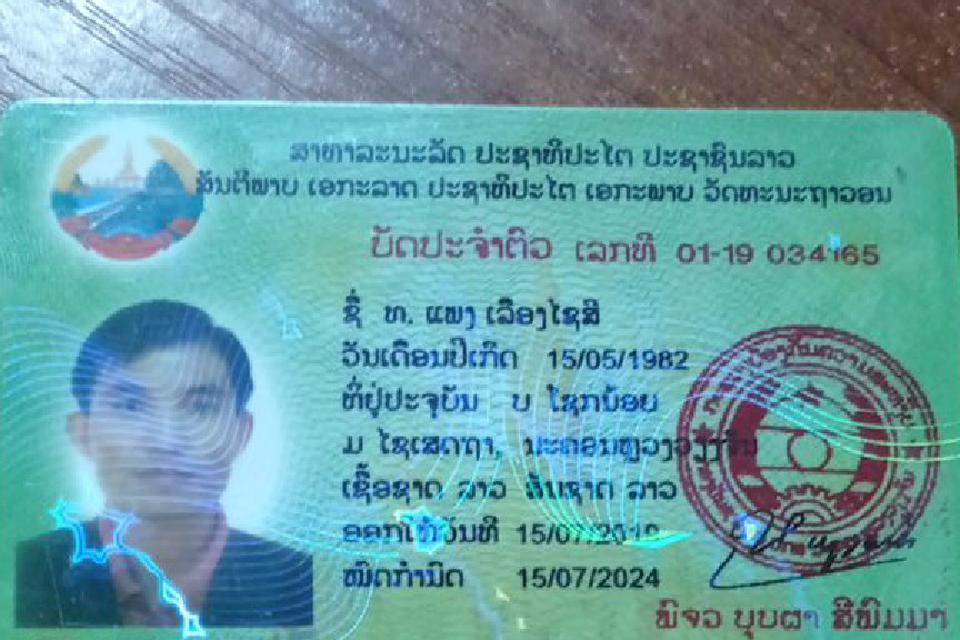 ສາທາລະນະລັດ ປະຊາທິປະໄຕ ປະຊາຊົນລາວ
ສັນຕິພາບ ເອກະລາດ ປະຊາທິປະໄຕ ເອກະພາບ ວັດທະນະຖາວອນ
ບັດປະຈຳຕົວ ເລກທີ 01-19 034165
ຊື່ ທ. ແພງ ເລືອງໄຊສີ
ວັນເດືອນປີເກີດ 15/05/1982
ທີ່ຢູ່ປະຈຸບັນ ບ ໂຊກນ້ອຍ
ມ ໄຊເສດຖາ, ນະຄອນຫຼວງວຽງຈັນ
ເຊື້ອຊາດ ລາວ ສັນຊາດ ລາວ
ອອກໃຫ້ວັນທີ 15/07/2019
ໝົດກຳນົດ 15/07/2024
ພົຈວ ບຸບຜາ ສີພົມມາ